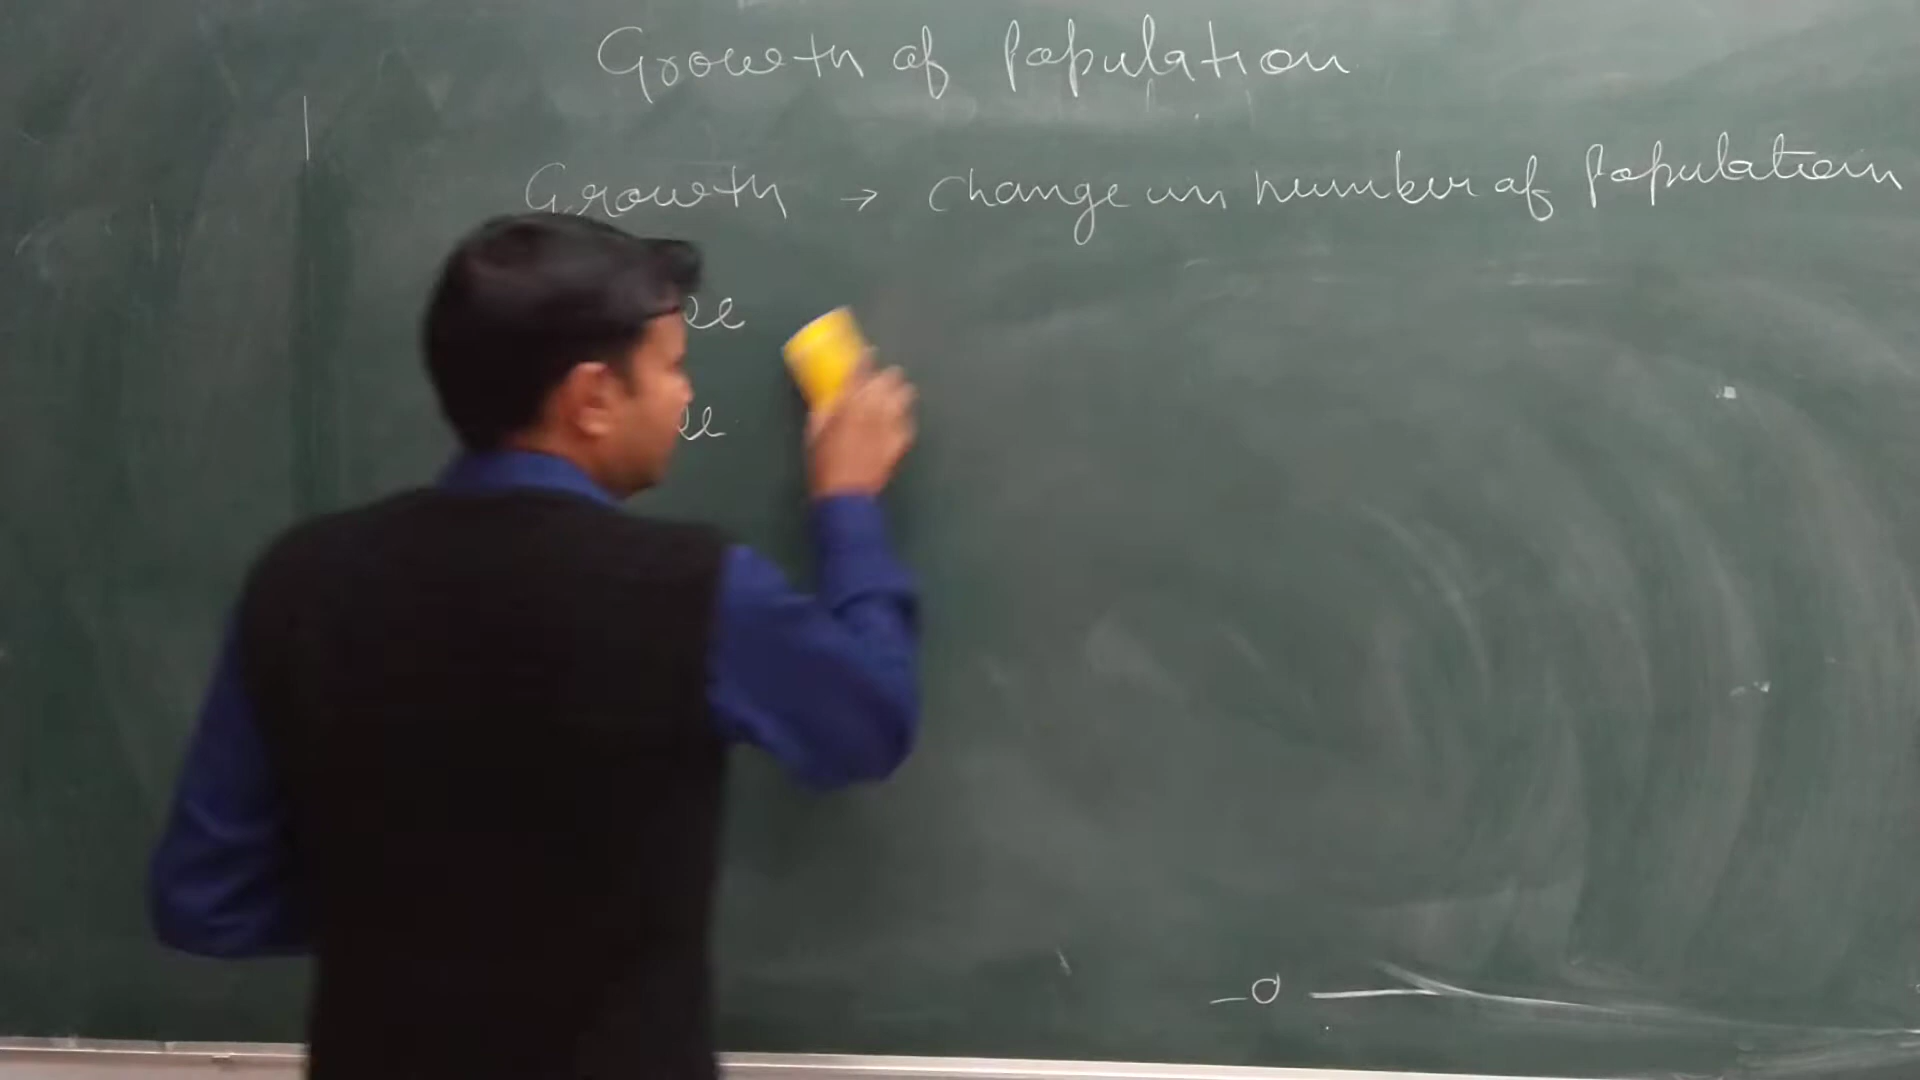 Growth of Population
Growth → change in number of Population